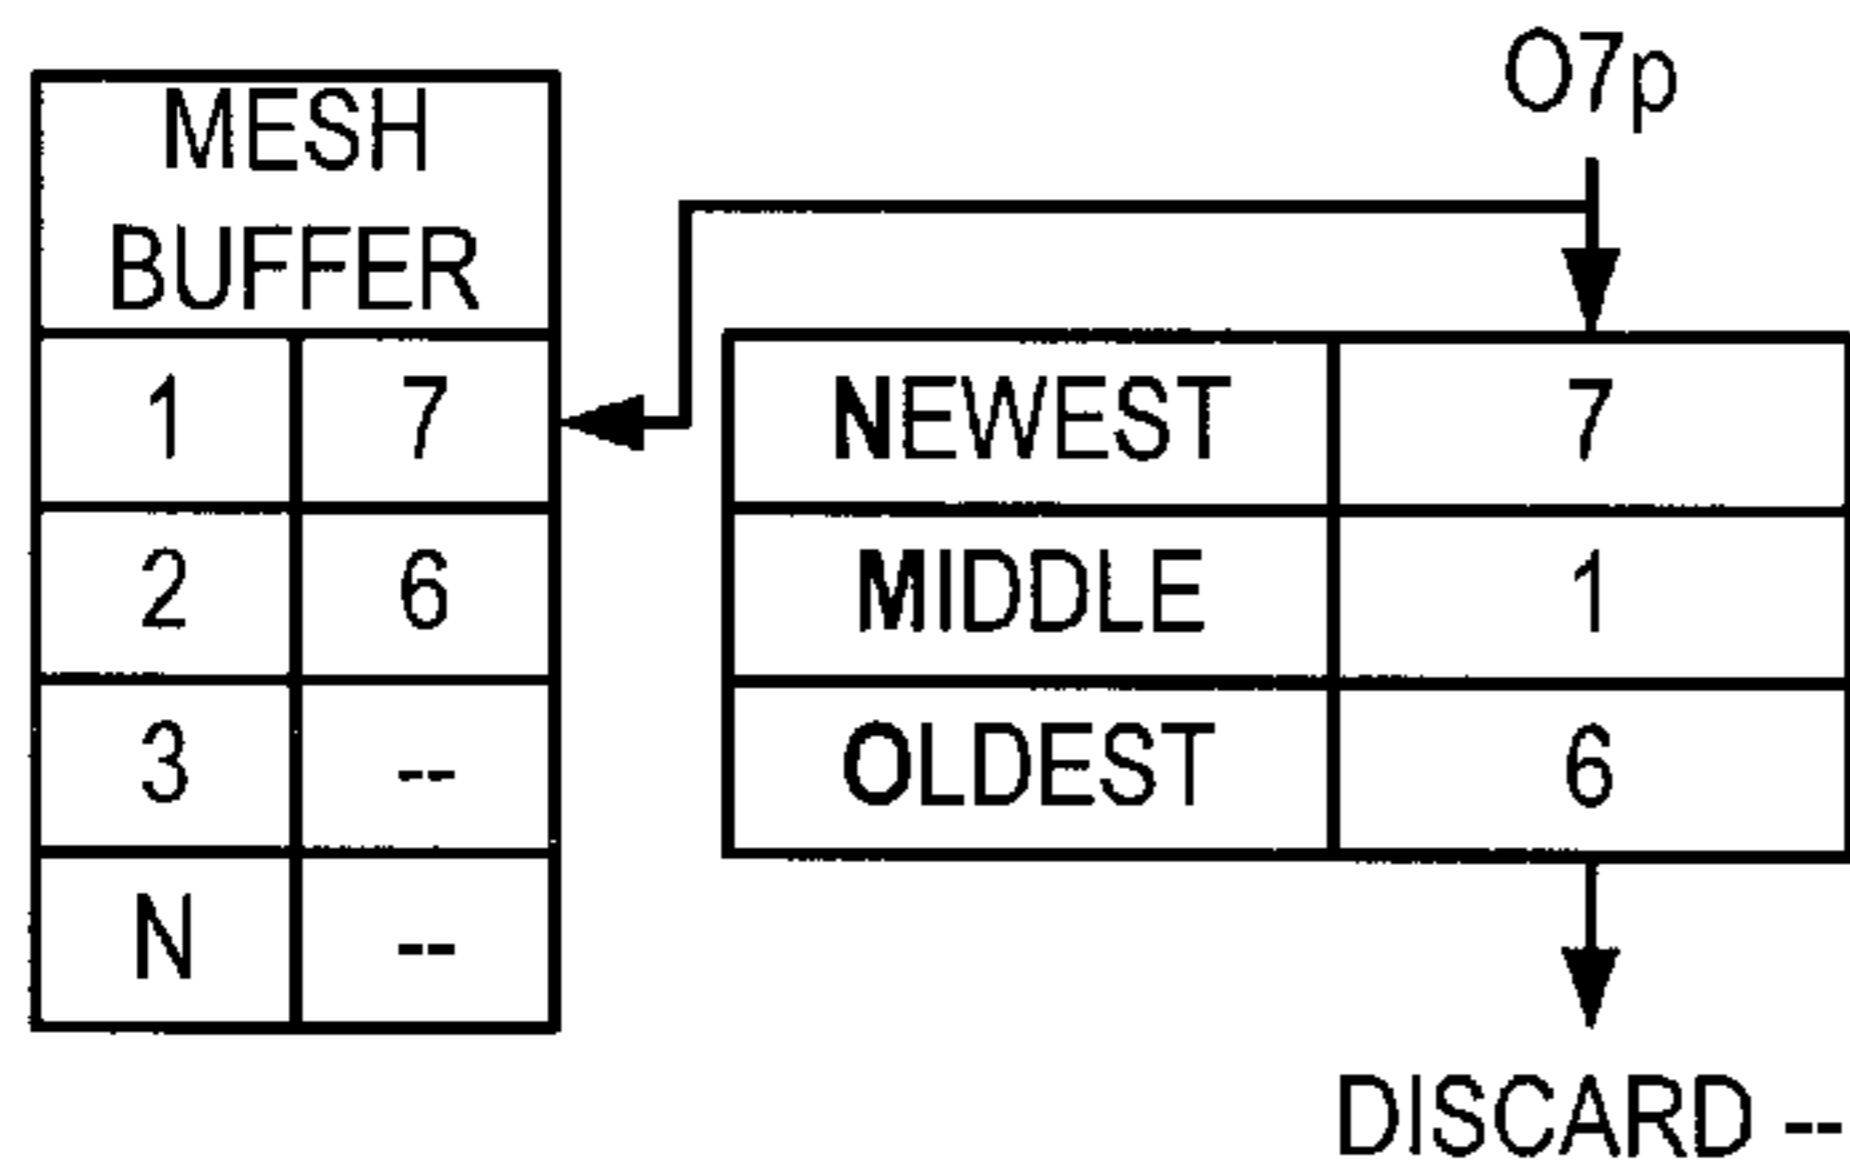 O7p
MESH
BUFFER
1 7
2 6
3 --
N --
NEWEST 7
MIDDLE 1
OLDEST 6
DISCARD --